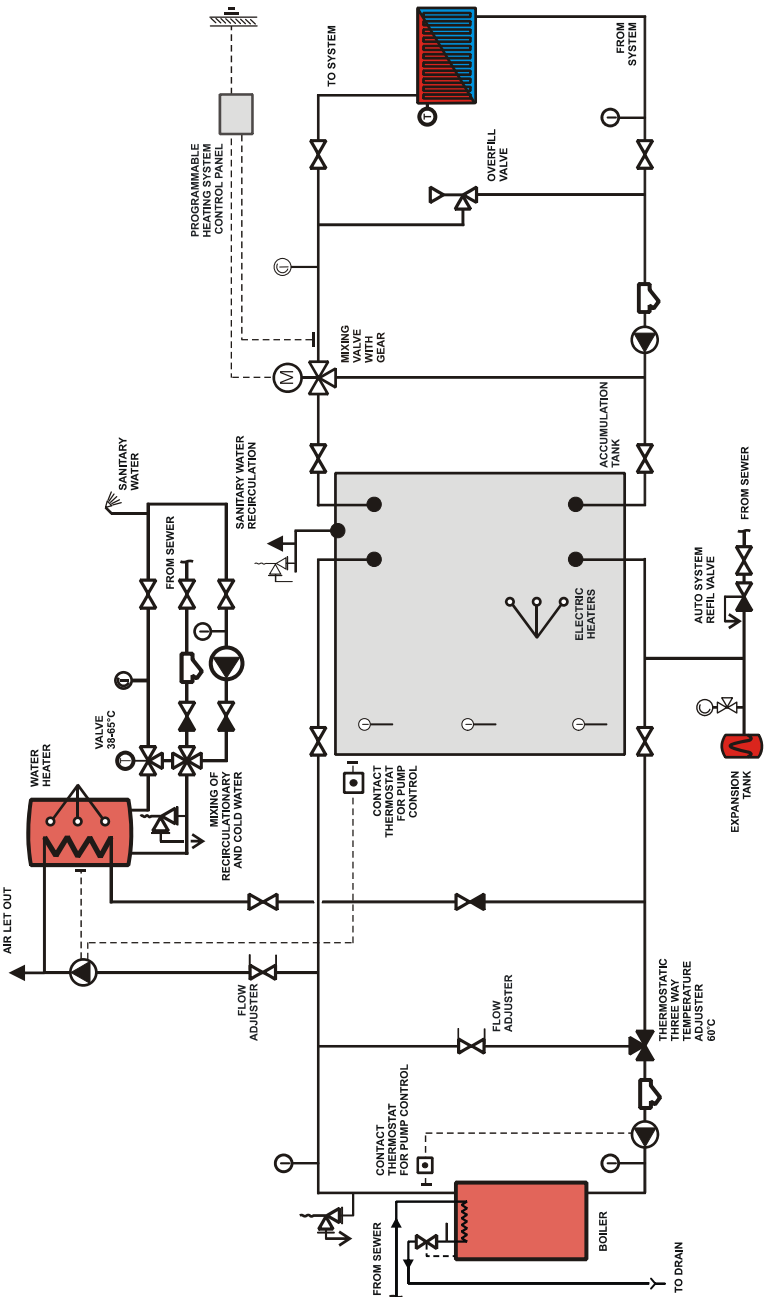 AIR LET OUT
WATER
HEATER
VALVE
38-65°C
T
SANITARY
WATER
FROM SEWER
MIXING OF
RECIRCULATIONARY
AND COLD WATER
SANITARY WATER
RECIRCULATION
PROGRAMMABLE
HEATING SYSTEM
CONTROL PANEL
TO SYSTEM
T
FROM
SYSTEM
OVERFILL
VALVE
M
MIXING
VALVE
WITH
GEAR
ACCUMULATION
TANK
ELECTRIC
HEATERS
CONTACT
THERMOSTAT
FOR PUMP
CONTROL
FROM SEWER
AUTO SYSTEM
REFIL VALVE
EXPANSION
TANK
FLOW
ADJUSTER
FLOW
ADJUSTER
THERMOSTATIC
THREE WAY
TEMPERATURE
ADJUSTER
60°C
CONTACT
THERMOSTAT
FOR PUMP CONTROL
BOILER
FROM SEWER
TO DRAIN